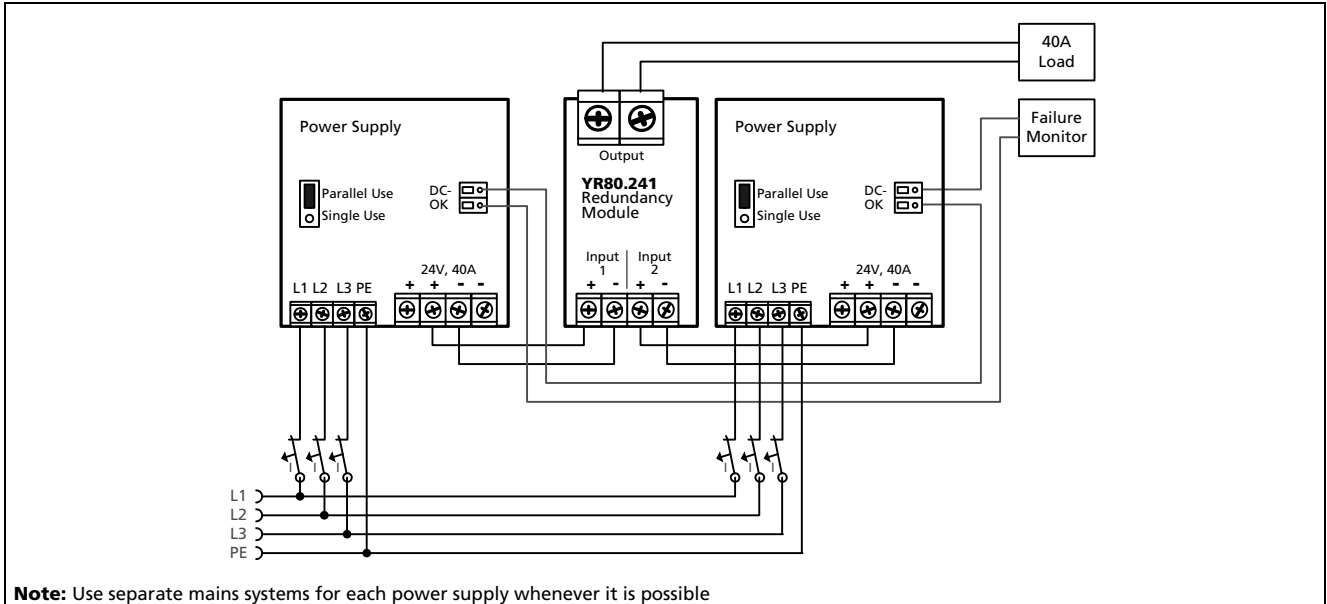 40A
Load
Failure
Monitor
Power Supply
Parallel Use
Single Use
DC-
OK
24V, 40A
+ + - -
L1 L2 L3 PE
Output
YR80.241
Redundancy
Module
Input
1
Input
2
+ - + -
Power Supply
Parallel Use
Single Use
DC-
OK
24V, 40A
+ + - -
L1 L2 L3 PE
I I I
I I I
L1
L2
L3
PE
Note: Use separate mains systems for each power supply whenever it is possible